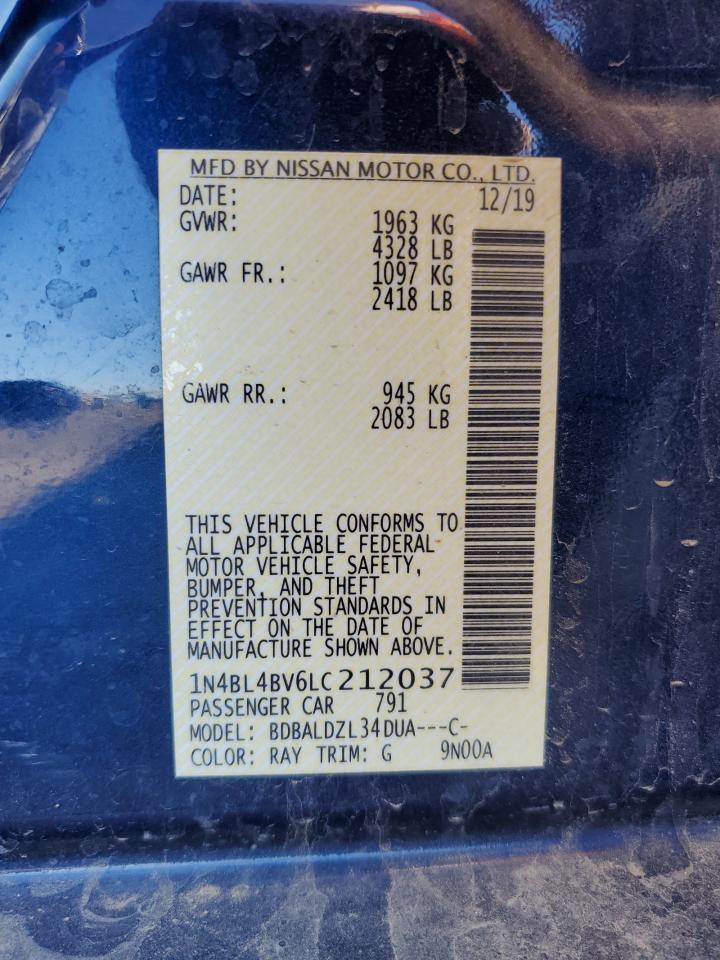 MFD BY NISSAN MOTOR CO., LTD.
DATE: 12/19
GVWR: 1963 KG
4328 LB
GAWR FR.: 1097 KG
2418 LB
GAWR RR.: 945 KG
2083 LB
THIS VEHICLE CONFORMS TO
ALL APPLICABLE FEDERAL
MOTOR VEHICLE SAFETY,
BUMPER, AND THEFT
PREVENTION STANDARDS IN
EFFECT ON THE DATE OF
MANUFACTURE SHOWN ABOVE.
1N4BL4BV6LC212037
PASSENGER CAR 791
MODEL: BDBALDZL34DUA---C-
COLOR: RAY TRIM: G 9N00A